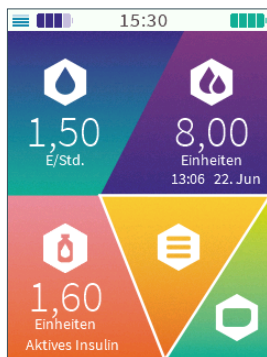 15:30
1,50
E/Std.
8,00
Einheiten
13:06 22. Jun
1,60
Einheiten
Aktives Insulin